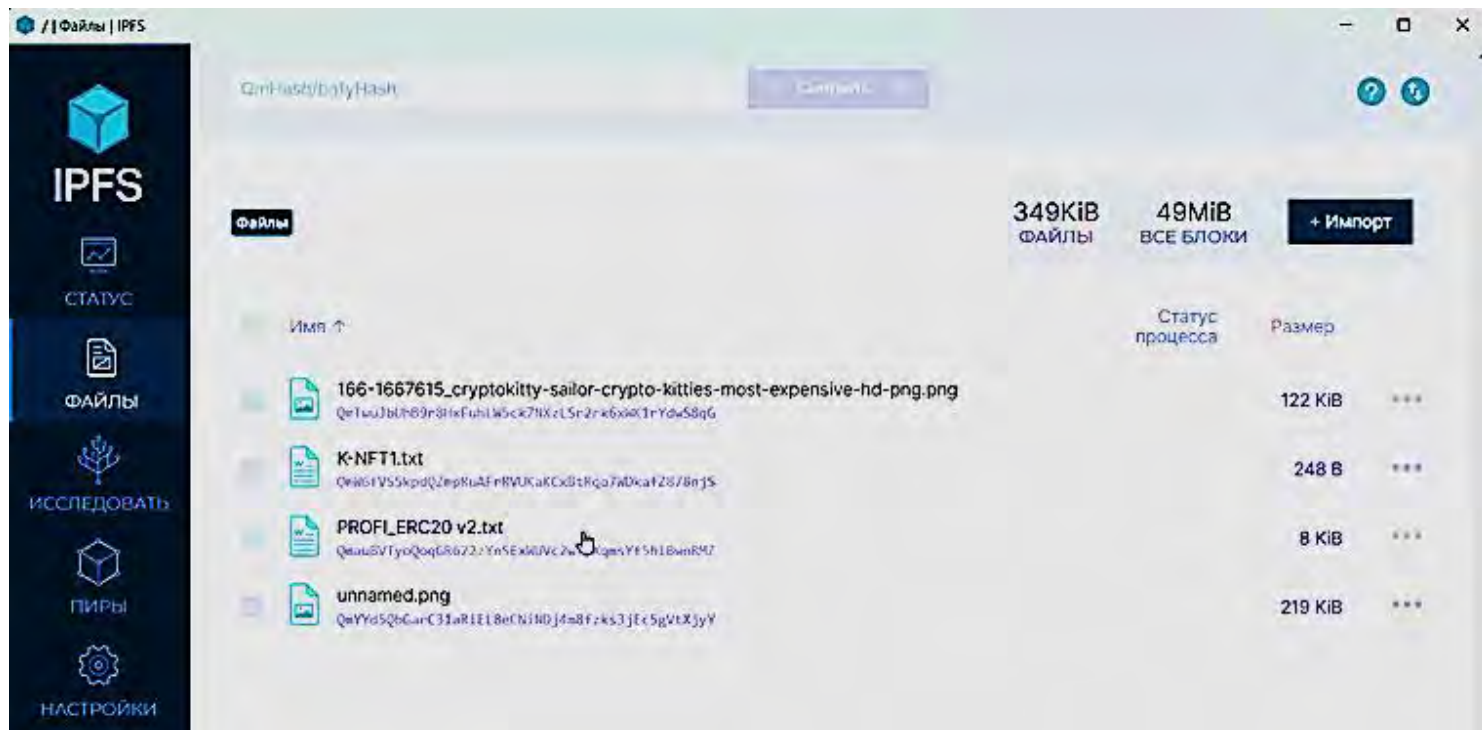 / | Файлы | IPFS
QmHash/bafyHash
IPFS
СТАТУС
ФАЙЛЫ
ИССЛЕДОВАТЬ
ПИРЫ
НАСТРОЙКИ
Файлы
349KiB
ФАЙЛЫ
49MiB
ВСЕ БЛОКИ
+ Импорт
Имя ↑
Статус
процесса
Размер
166-1667615_cryptokitty-sailor-crypto-kitties-most-expensive-hd-png.png
122 KiB
K-NFT1.txt
248 B
PROFI_ERC20 v2.txt
8 KiB
unnamed.png
219 KiB